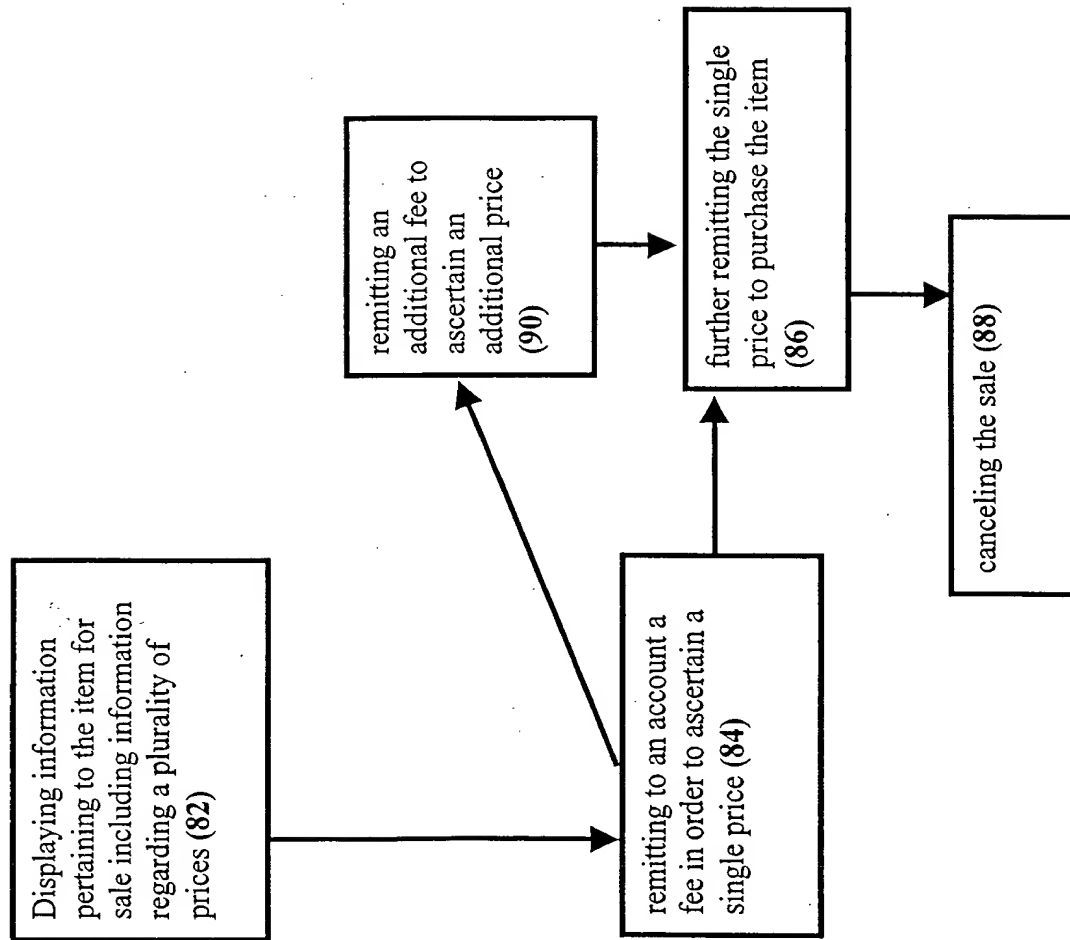 Displaying information
pertaining to the item for
sale including information
regarding a plurality of
prices (82)
remitting to an account a
fee in order to ascertain a
single price (84)
remitting an
additional fee to
ascertain an
additional price
(90)
further remitting the single
price to purchase the item
(86)
canceling the sale (88)